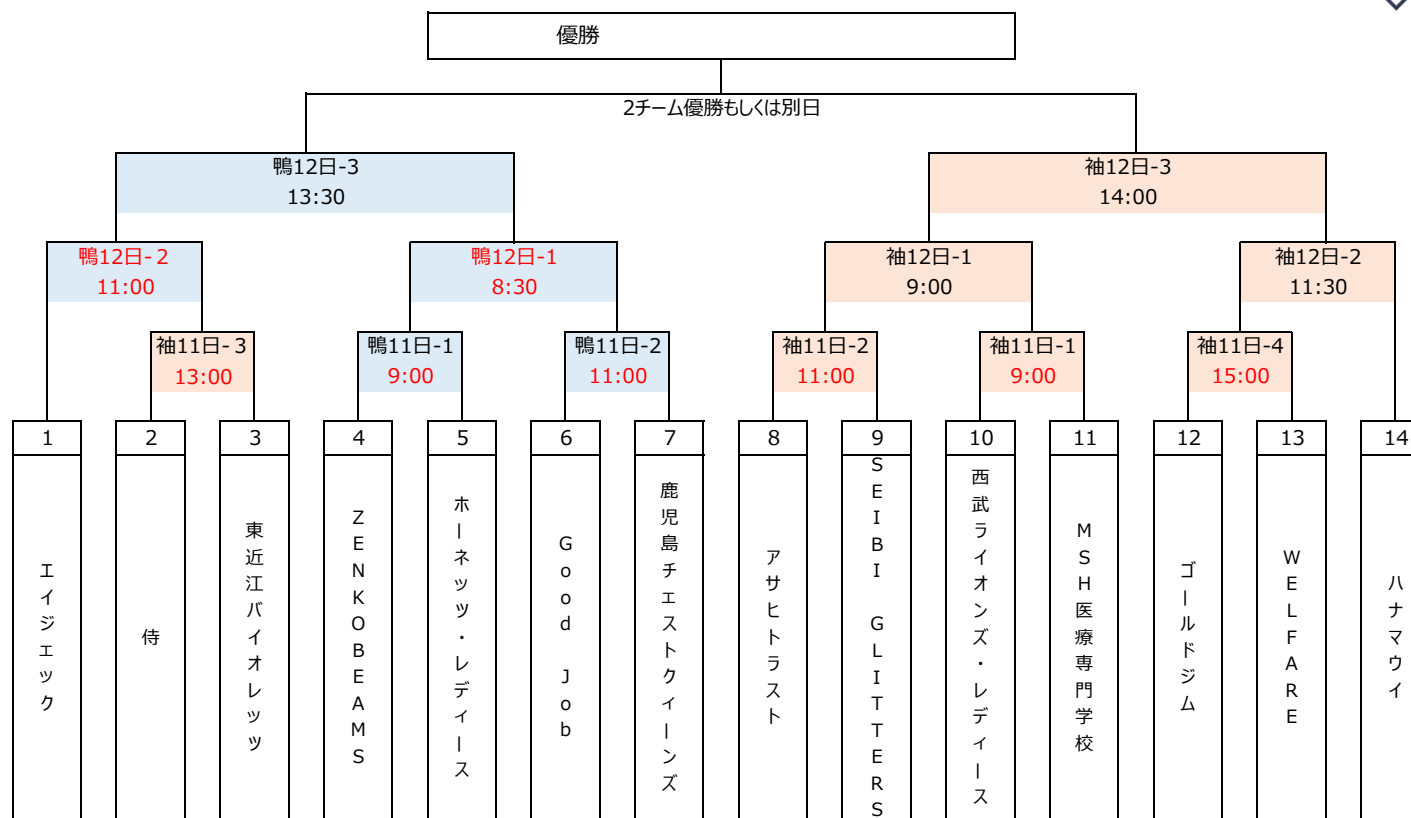 優勝
2チーム優勝もしくは別日
鴨12日-3
13:30
袖12日-3
14:00
鴨12日-2
11:00
鴨12日-1
8:30
袖12日-1
9:00
袖12日-2
11:30
袖11日-3
13:00
鴨11日-1
9:00
鴨11日-2
11:00
袖11日-2
11:00
袖11日-1
9:00
袖11日-4
15:00
1
エイジェック
2
侍
3
東近江バイオレッツ
4
ZENKOBEAMS
5
ホーネッツ・レディース
6
Good Job
7
鹿児島チェストクィーンズ
8
アサヒトラスト
9
SEIBI GLITTERS
10
西武ライオンズ・レディース
11
MSH医療専門学校
12
ゴールドジム
13
WELFARE
14
ハナマウイ